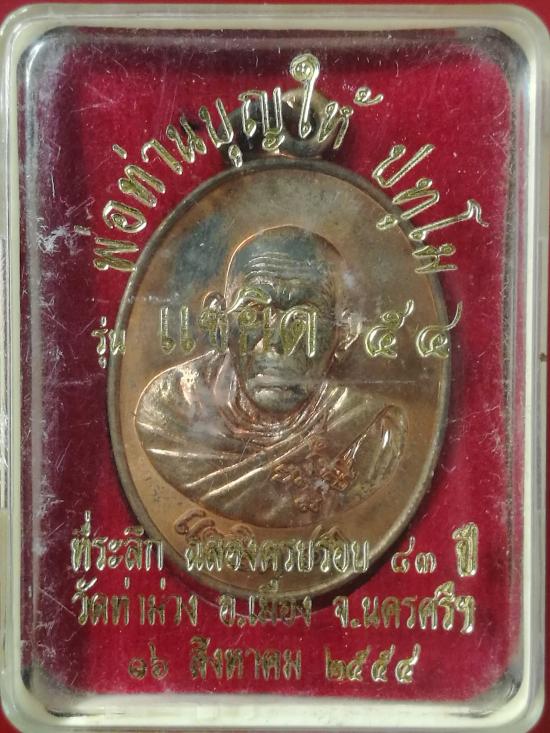 พ่อท่านบุญให้ ปทุโม
รุ่น แซยิด ๕๔
ที่ระลึก ฉลองครบรอบ ๘๓ ปี
วัดท่าม่วง อ.เมือง จ.นครศรีฯ
๑๖ สิงหาคม ๒๕๕๔